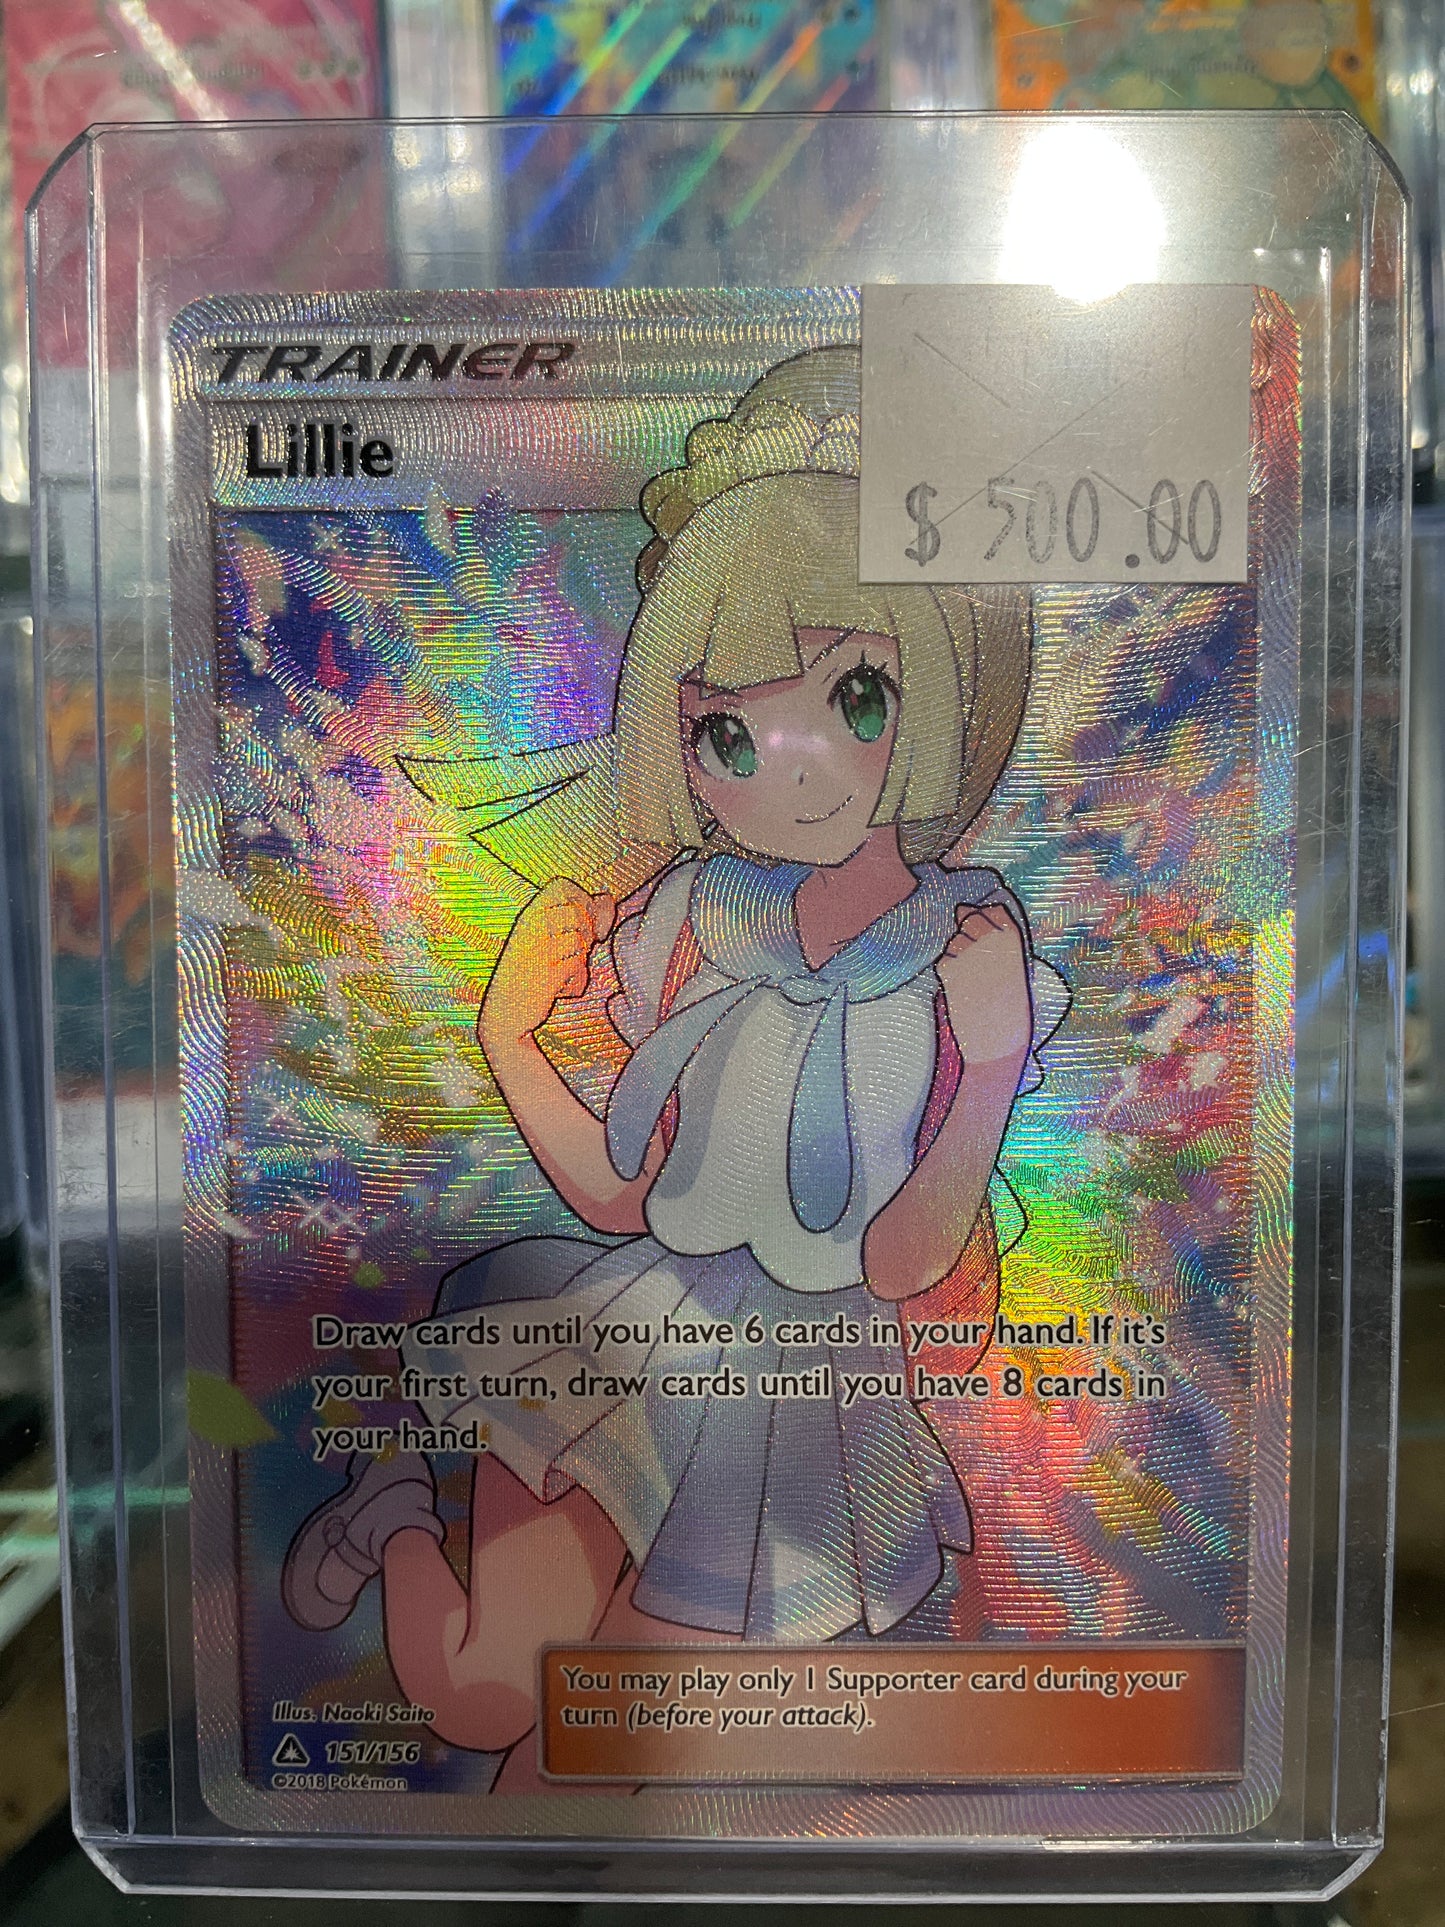 TRAINER
Lillie
$ 500.00
Draw cards until you have 6 cards in your hand. If it's
your first turn, draw cards until you have 8 cards in
your hand.
You may play only 1 Supporter card during your
turn (before your attack).
Illus. Naoki Saito
151/156
©2018 Pokémon